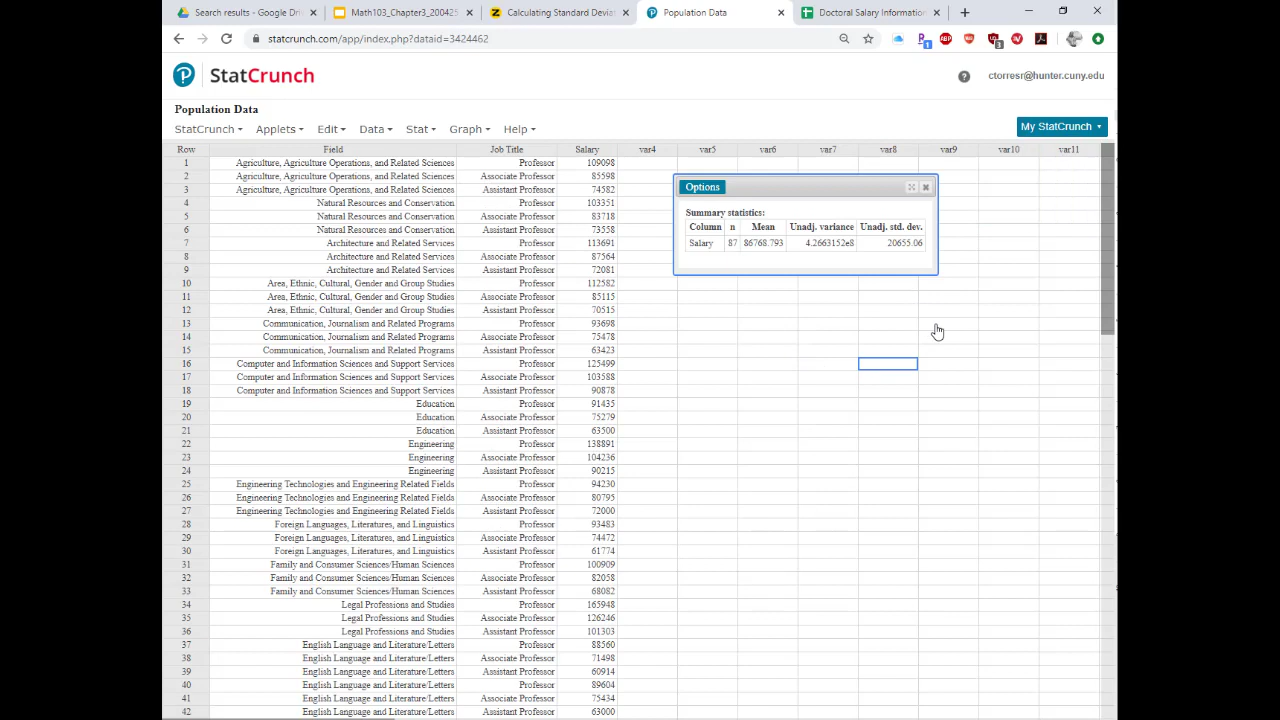 Search results - Google Dri
Math103_Chapter3_200425
Calculating Standard Deviat
Population Data
Doctoral Salary Information
statcrunch.com/app/index.php?dataid=3424462
StatCrunch
ctorresr@hunter.cuny.edu
Population Data
StatCrunch Applets Edit Data Stat Graph Help
My StatCrunch
Row Field Job Title Salary var4 var5 var6 var7 var8 var9 var10 var11
1 Agriculture, Agriculture Operations, and Related Sciences Professor 109098
2 Agriculture, Agriculture Operations, and Related Sciences Associate Professor 85598
3 Agriculture, Agriculture Operations, and Related Sciences Assistant Professor 74582
4 Natural Resources and Conservation Professor 103351
5 Natural Resources and Conservation Associate Professor 83718
6 Natural Resources and Conservation Assistant Professor 73558
7 Architecture and Related Services Professor 113691
8 Architecture and Related Services Associate Professor 87564
9 Architecture and Related Services Assistant Professor 72081
10 Area, Ethnic, Cultural, Gender and Group Studies Professor 112582
11 Area, Ethnic, Cultural, Gender and Group Studies Associate Professor 85115
12 Area, Ethnic, Cultural, Gender and Group Studies Assistant Professor 70515
13 Communication, Journalism and Related Programs Professor 93698
14 Communication, Journalism and Related Programs Associate Professor 75478
15 Communication, Journalism and Related Programs Assistant Professor 63423
16 Computer and Information Sciences and Support Services Professor 125499
17 Computer and Information Sciences and Support Services Associate Professor 103588
18 Computer and Information Sciences and Support Services Assistant Professor 90878
19 Education Professor 91435
20 Education Associate Professor 75279
21 Education Assistant Professor 63500
22 Engineering Professor 138891
23 Engineering Associate Professor 104236
24 Engineering Assistant Professor 90215
25 Engineering Technologies and Engineering Related Fields Professor 94230
26 Engineering Technologies and Engineering Related Fields Associate Professor 80795
27 Engineering Technologies and Engineering Related Fields Assistant Professor 72000
28 Foreign Languages, Literatures, and Linguistics Professor 93483
29 Foreign Languages, Literatures, and Linguistics Associate Professor 74472
30 Foreign Languages, Literatures, and Linguistics Assistant Professor 61774
31 Family and Consumer Sciences/Human Sciences Professor 100909
32 Family and Consumer Sciences/Human Sciences Associate Professor 82058
33 Family and Consumer Sciences/Human Sciences Assistant Professor 68082
34 Legal Professions and Studies Professor 165948
35 Legal Professions and Studies Associate Professor 126246
36 Legal Professions and Studies Assistant Professor 101303
37 English Language and Literature/Letters Professor 88560
38 English Language and Literature/Letters Associate Professor 71498
39 English Language and Literature/Letters Assistant Professor 60914
40 English Language and Literature/Letters Professor 89604
41 English Language and Literature/Letters Associate Professor 75434
42 English Language and Literature/Letters Assistant Professor 63000
Options
Summary statistics:
Column n Mean Unadj. variance Unadj. std. dev.
Salary 87 86768.793 4.2663152e8 20655.06